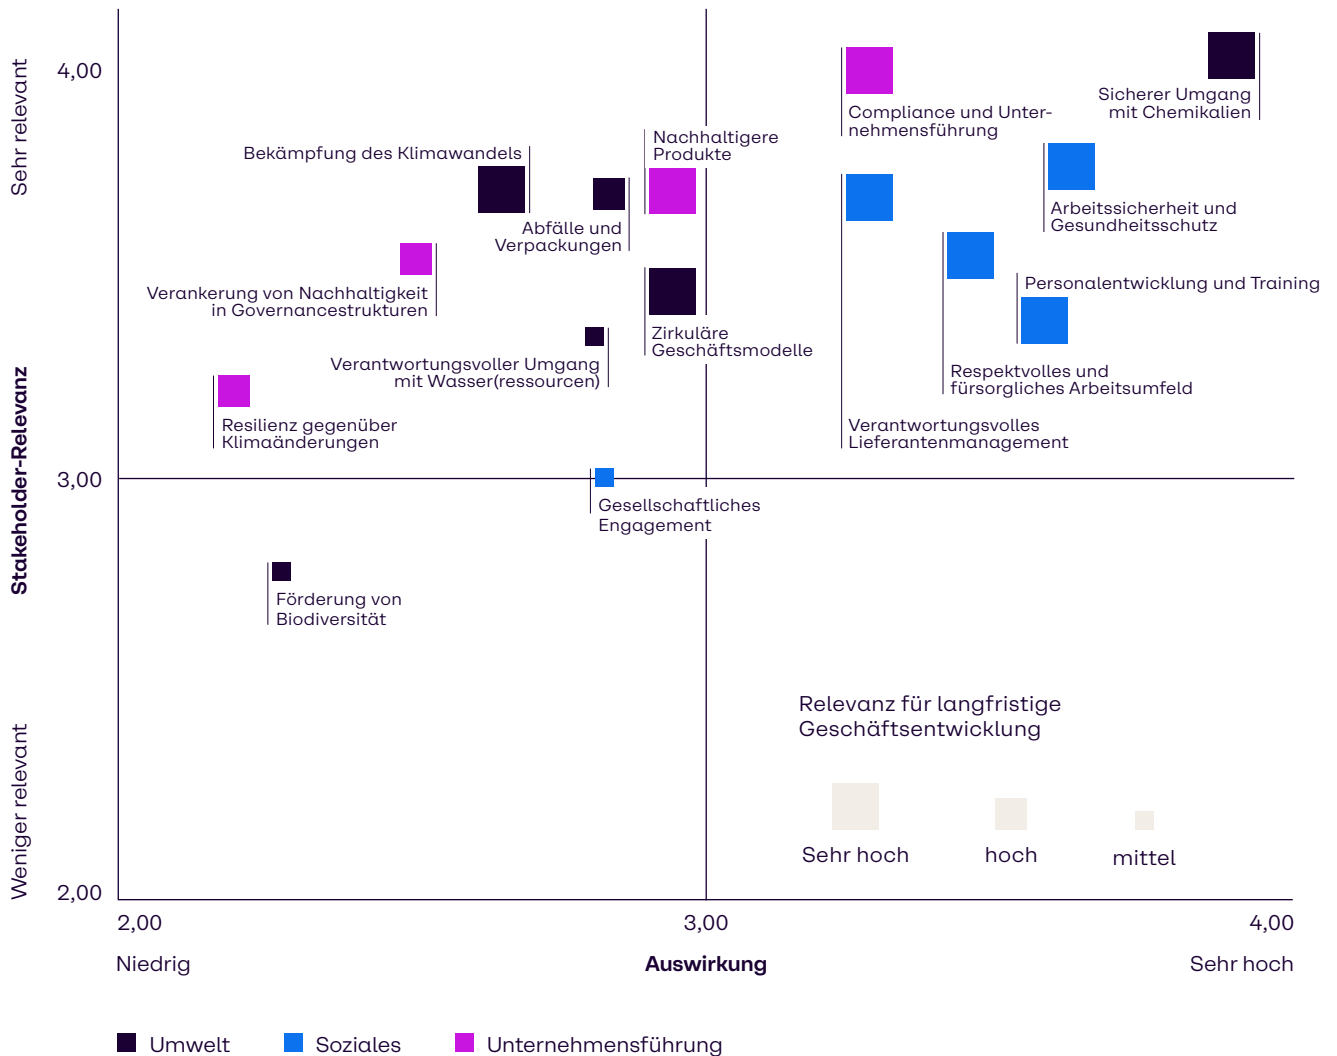 Sehr relevant
Stakeholder-Relevanz
Weniger relevant
4,00
3,00
2,00
Sicherer Umgang
mit Chemikalien
Compliance und Unter-
nehmensführung
Nachhaltigere
Produkte
Bekämpfung des Klimawandels
Abfälle und
Verpackungen
Arbeitssicherheit und
Gesundheitsschutz
Verankerung von Nachhaltigkeit
in Governancestrukturen
Personalentwicklung und Training
Zirkuläre
Geschäftsmodelle
Verantwortungsvoller Umgang
mit Wasser(ressourcen)
Respektvolles und
fürsorgliches Arbeitsumfeld
Resilienz gegenüber
Klimaänderungen
Verantwortungsvolles
Lieferantenmanagement
Gesellschaftliches
Engagement
Förderung von
Biodiversität
Relevanz für langfristige
Geschäftsentwicklung
Sehr hoch
hoch
mittel
2,00
3,00
4,00
Niedrig
Auswirkung
Sehr hoch
Umwelt
Soziales
Unternehmensführung